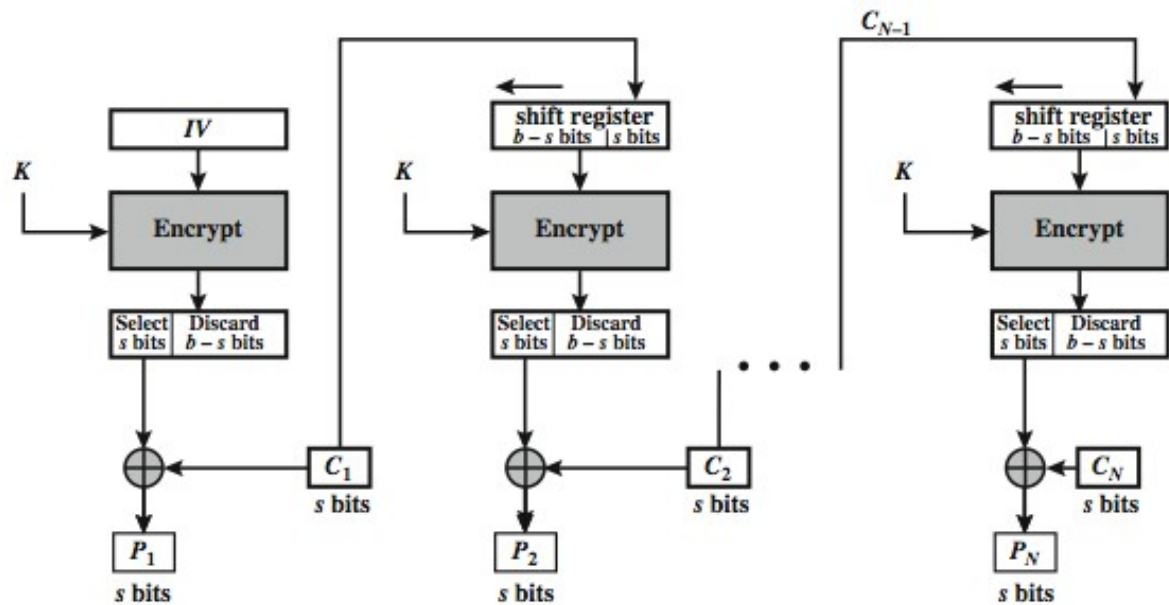 C_{N-1}
IV
shift register
b – s bits | s bits
shift register
b – s bits | s bits
K
Encrypt
K
Encrypt
K
Encrypt
Select
s bits
Discard
b – s bits
Select
s bits
Discard
b – s bits
Select
s bits
Discard
b – s bits
• • •
C_1
s bits
C_2
s bits
C_N
s bits
P_1
s bits
P_2
s bits
P_N
s bits